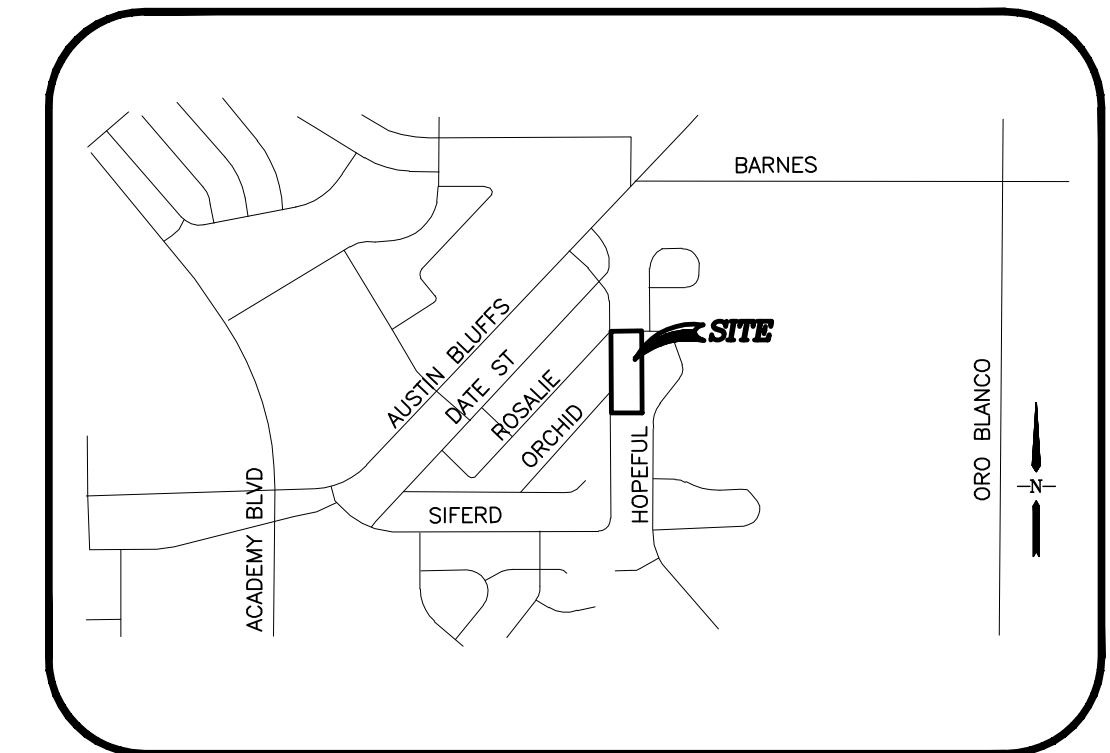 BARNES
SITE
AUSTIN BLUFFS
DATE ST
ROSALIE
ORCHID
HOPEFUL
ORO BLANCO
N
SIFERD
ACADEMY BLVD